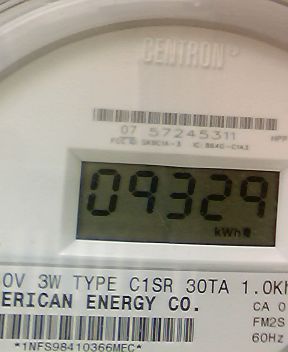 CENTRON®
07 57245311
09329
kWh
0V 3W TYPE C1SR 30TA 1.0Kh
ERICAN ENERGY CO.
CA 0
FM2S
60Hz
*1NFS98410366MEC*